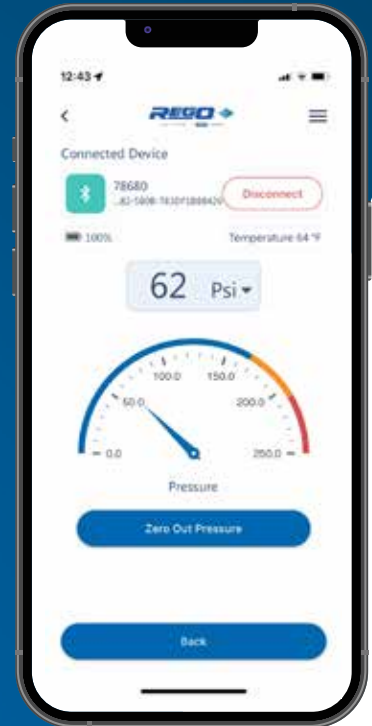 12:43
REGO
Connected Device
78680
Disconnect
100%
Temperature 64 °F
62 Psi
100.0 150.0
50.0 200.0
0.0 250.0
Pressure
Zero Out Pressure
Back